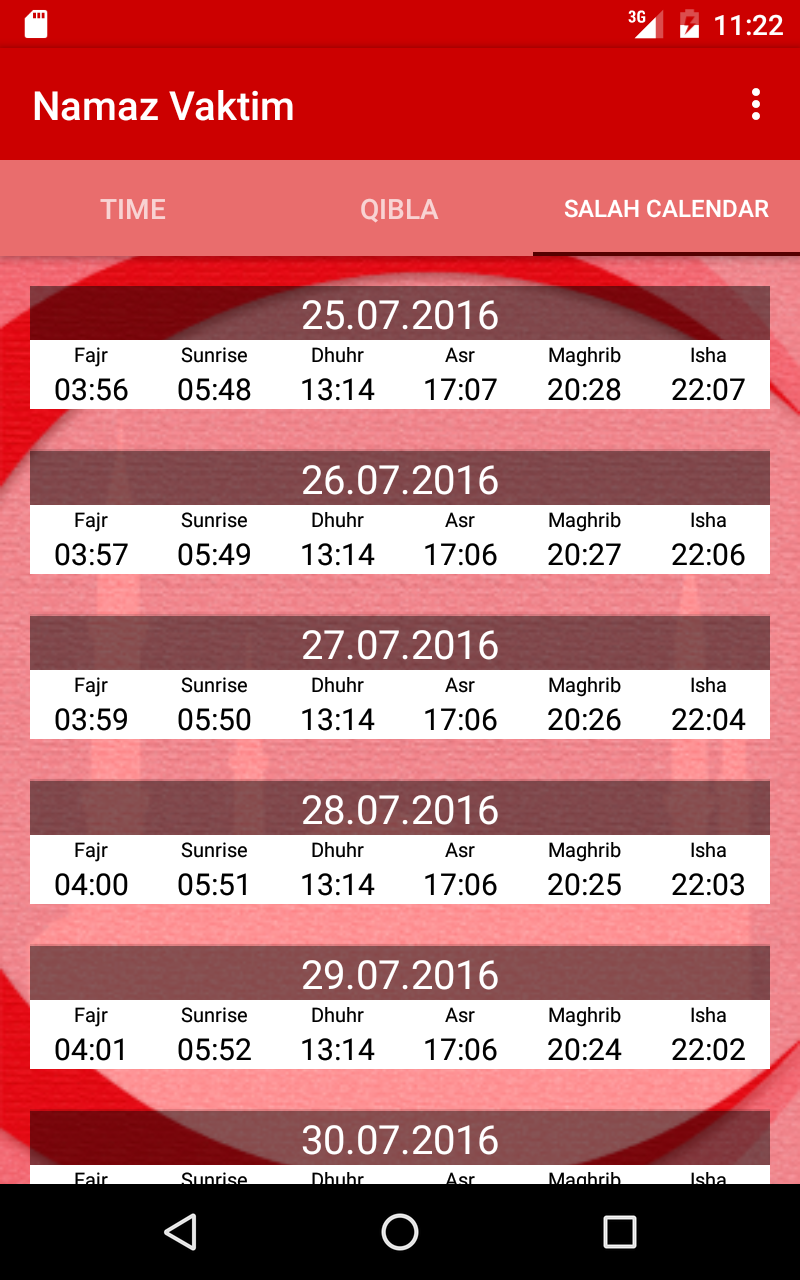 3G 11:22
Namaz Vaktim
TIME QIBLA SALAH CALENDAR
25.07.2016
Fajr Sunrise Dhuhr Asr Maghrib Isha
03:56 05:48 13:14 17:07 20:28 22:07
26.07.2016
Fajr Sunrise Dhuhr Asr Maghrib Isha
03:57 05:49 13:14 17:06 20:27 22:06
27.07.2016
Fajr Sunrise Dhuhr Asr Maghrib Isha
03:59 05:50 13:14 17:06 20:26 22:04
28.07.2016
Fajr Sunrise Dhuhr Asr Maghrib Isha
04:00 05:51 13:14 17:06 20:25 22:03
29.07.2016
Fajr Sunrise Dhuhr Asr Maghrib Isha
04:01 05:52 13:14 17:06 20:24 22:02
30.07.2016
Fajr Sunrise Dhuhr Asr Maghrib Isha